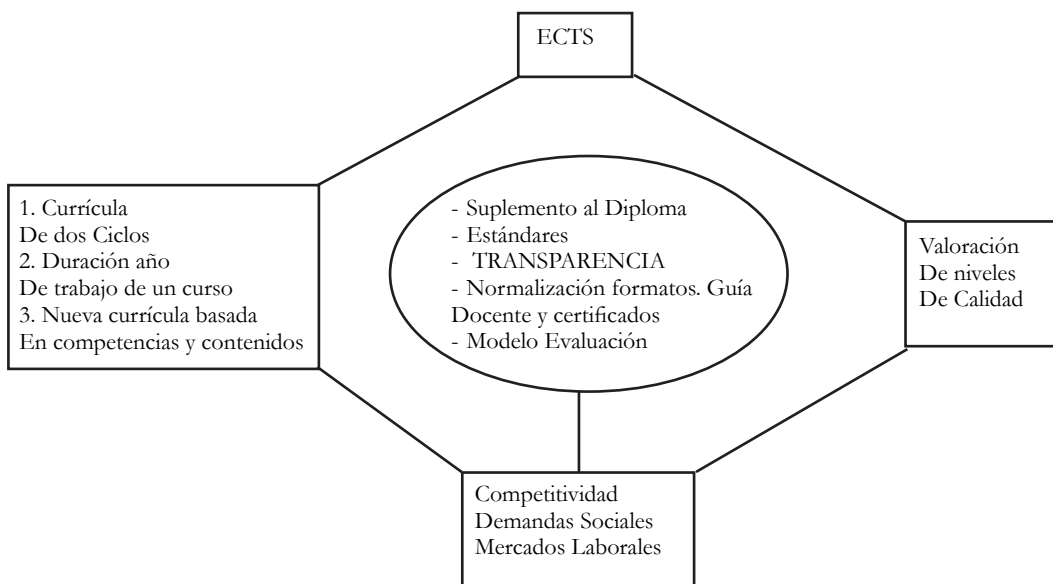 ECTS
1. Currícula
De dos Ciclos
2. Duración año
De trabajo de un curso
3. Nueva currícula basada
En competencias y contenidos
- Suplemento al Diploma
- Estándares
- TRANSPARENCIA
- Normalización formatos. Guía
Docente y certificados
- Modelo Evaluación
Valoración
De niveles
De Calidad
Competitividad
Demandas Sociales
Mercados Laborales